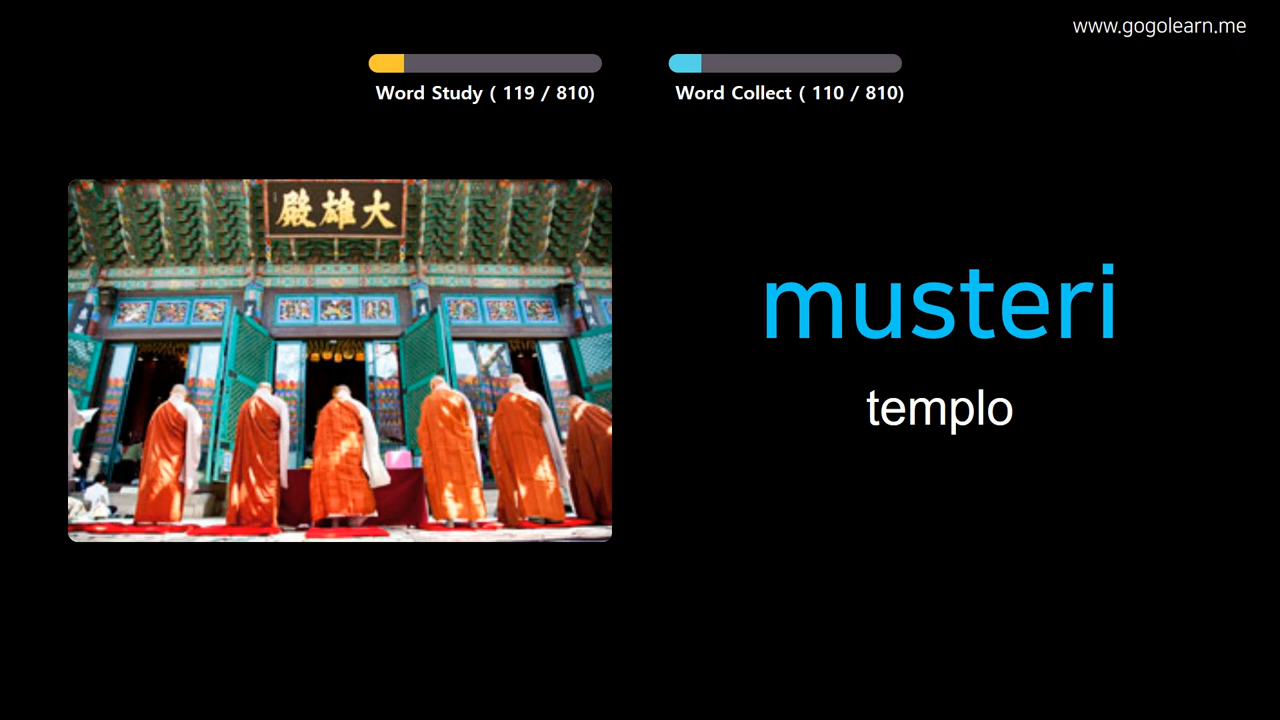 www.gogolearn.me
Word Study ( 119 / 810)
Word Collect ( 110 / 810)
殿雄大
musteri
templo